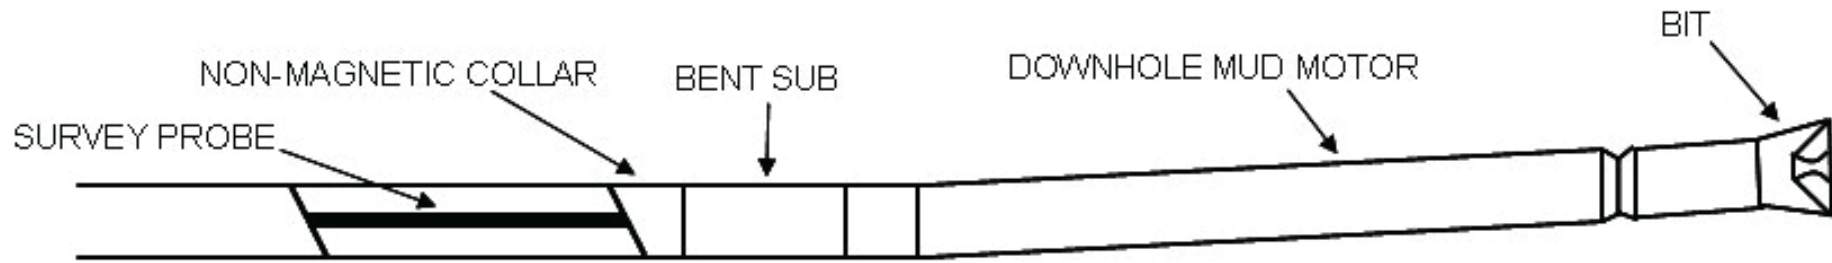 BIT
NON-MAGNETIC COLLAR
BENT SUB
DOWNHOLE MUD MOTOR
SURVEY PROBE